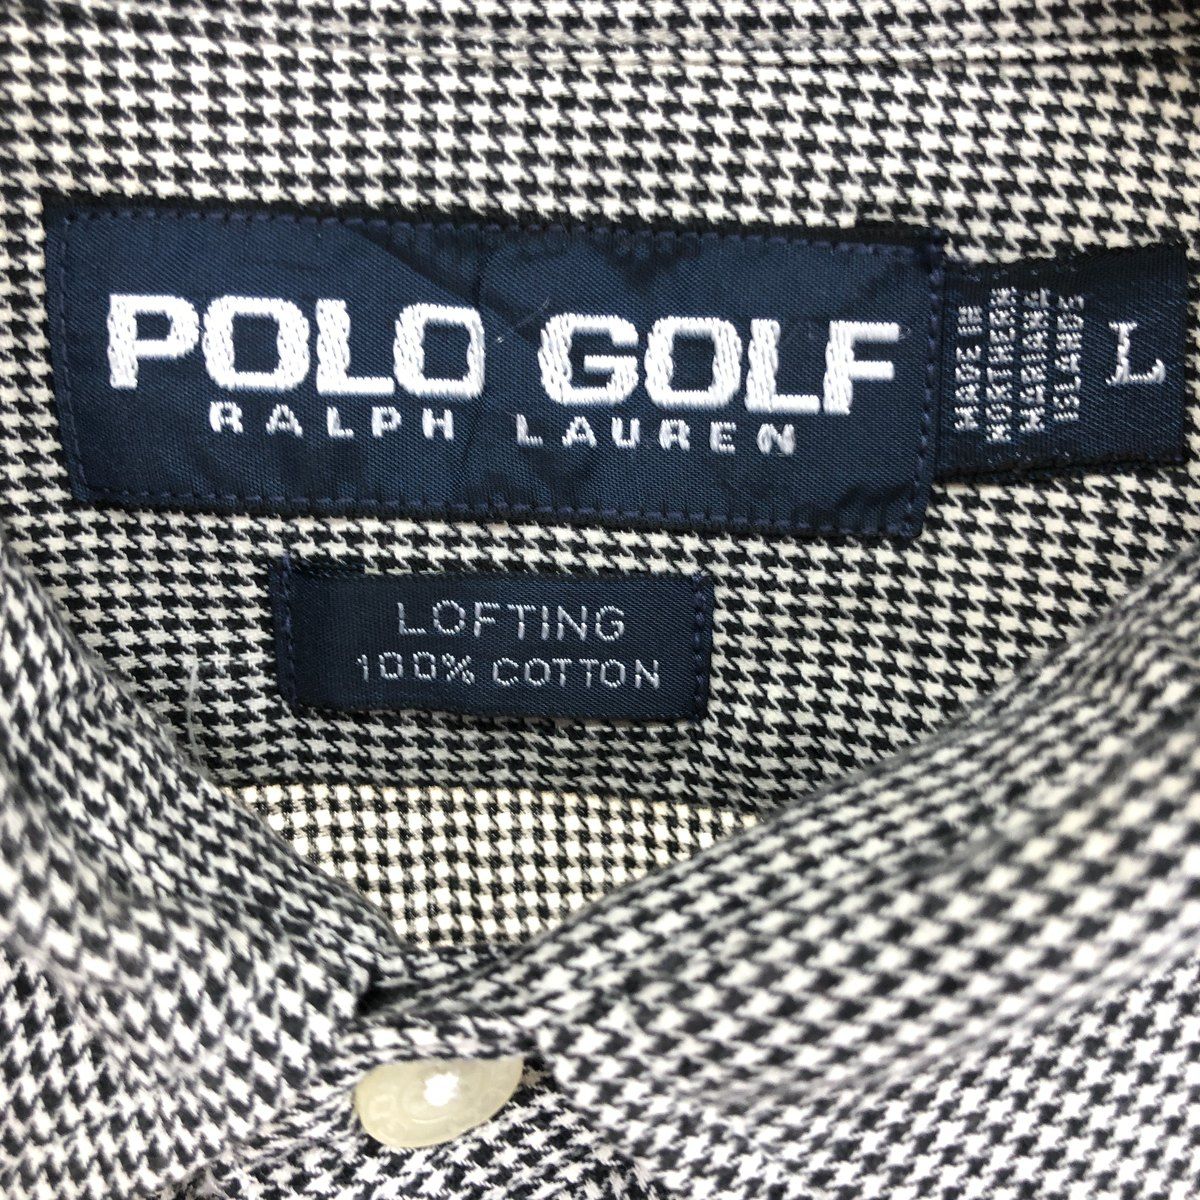 POLO GOLF
RALPH LAUREN
MADE IN
NORTHERN
MARIANA
ISLANDS
L
LOFTING
100% COTTON